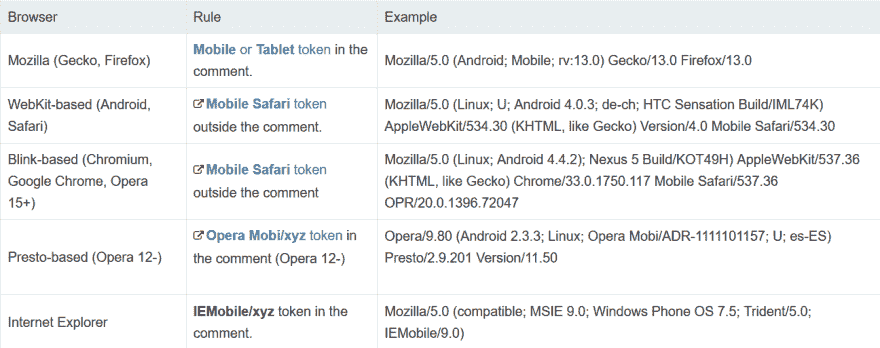 Browser Rule Example
Mozilla (Gecko, Firefox)
Mobile or Tablet token in the
comment.
Mozilla/5.0 (Android; Mobile; rv:13.0) Gecko/13.0 Firefox/13.0
WebKit-based (Android,
Safari)
Mobile Safari token
outside the comment.
Mozilla/5.0 (Linux; U; Android 4.0.3; de-ch; HTC Sensation Build/IML74K)
AppleWebKit/534.30 (KHTML, like Gecko) Version/4.0 Mobile Safari/534.30
Blink-based (Chromium,
Google Chrome, Opera
15+)
Mobile Safari token
outside the comment
Mozilla/5.0 (Linux; Android 4.4.2); Nexus 5 Build/KOT49H) AppleWebKit/537.36
(KHTML, like Gecko) Chrome/33.0.1750.117 Mobile Safari/537.36
OPR/20.0.1396.72047
Presto-based (Opera 12-)
Opera Mobi/xyz token in
the comment (Opera 12-)
Opera/9.80 (Android 2.3.3; Linux; Opera Mobi/ADR-1111101157; U; es-ES)
Presto/2.9.201 Version/11.50
Internet Explorer
IEMobile/xyz token in the
comment.
Mozilla/5.0 (compatible; MSIE 9.0; Windows Phone OS 7.5; Trident/5.0;
IEMobile/9.0)